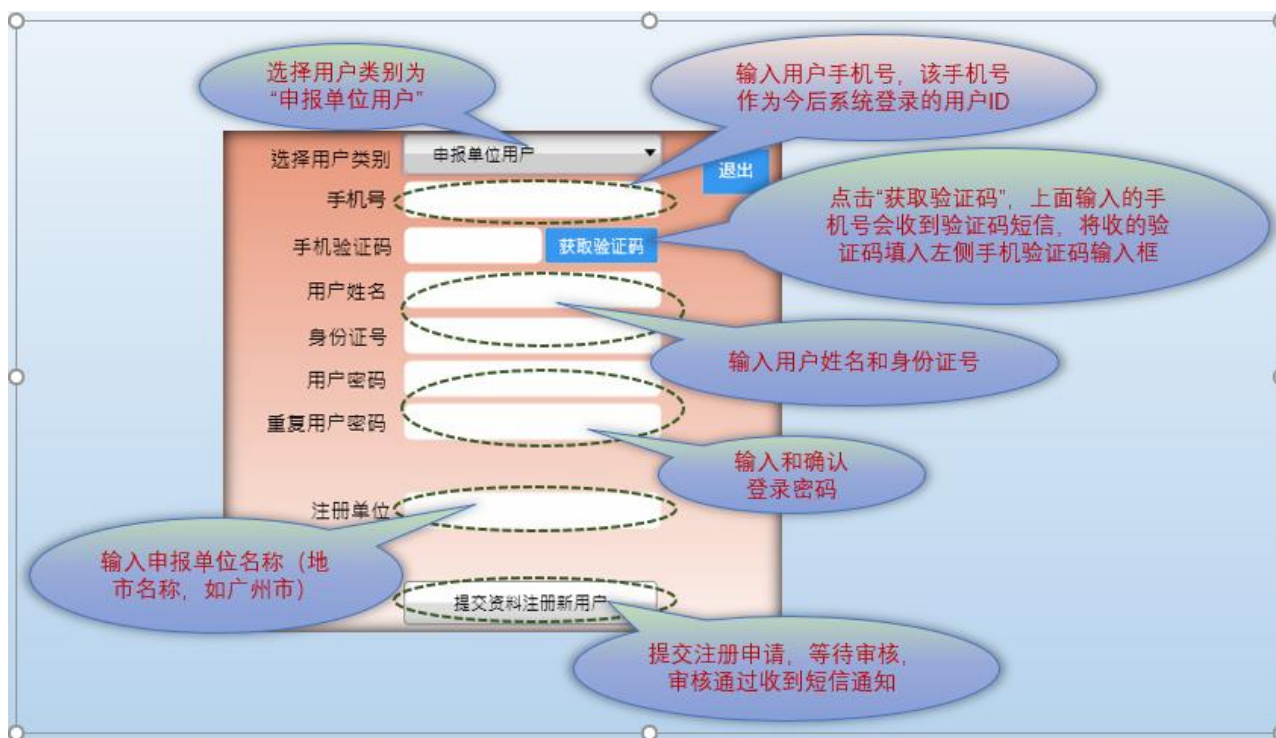 选择用户类别为
“申报单位用户”
输入用户手机号，该手机号
作为今后系统登录的用户ID
选择用户类别
申报单位用户
退出
手机号
点击“获取验证码”，上面输入的手
机号会收到验证码短信，将收的验
证码填入左侧手机验证码输入框
手机验证码
获取验证码
用户姓名
身份证号
输入用户姓名和身份证号
用户密码
重复用户密码
输入和确认
登录密码
注册单位
输入申报单位名称（地
市名称，如广州市）
提交资料注册新用户
提交注册申请，等待审核，
审核通过收到短信通知